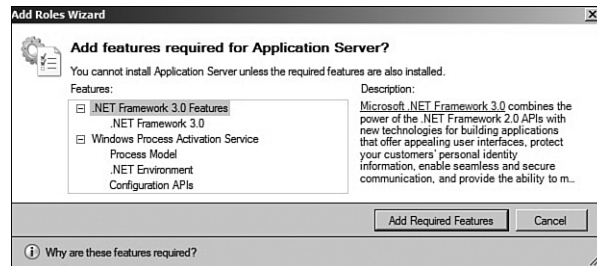 Add Roles Wizard
Add features required for Application Server?
You cannot install Application Server unless the required features are also installed.
Features:
.NET Framework 3.0 Features
.NET Framework 3.0
Windows Process Activation Service
Process Model
.NET Environment
Configuration APIs
Description:
Microsoft .NET Framework 3.0 combines the
power of the .NET Framework 2.0 APIs with
new technologies for building applications
that offer appealing user interfaces, protect
your customers' personal identity
information, enable seamless and secure
communication, and provide the ability to m...
Add Required Features
Cancel
Why are these features required?